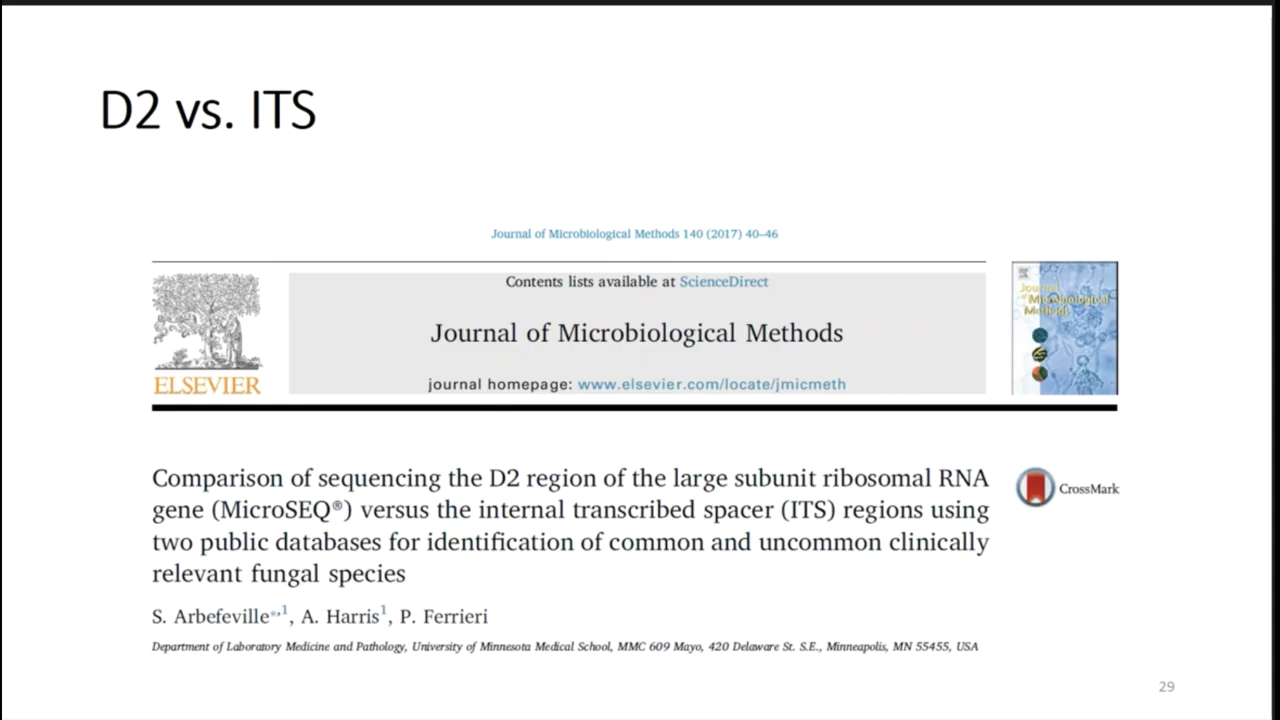 D2 vs. ITS
Journal of Microbiological Methods 140 (2017) 40–46
Contents lists available at ScienceDirect
Journal of Microbiological Methods
journal homepage: www.elsevier.com/locate/jmicmeth
ELSEVIER
Journal
of Microbiological
Methods
Comparison of sequencing the D2 region of the large subunit ribosomal RNA
gene (MicroSEQ®) versus the internal transcribed spacer (ITS) regions using
two public databases for identification of common and uncommon clinically
relevant fungal species
CrossMark
S. Arbefeville*,1, A. Harris1, P. Ferrieri
Department of Laboratory Medicine and Pathology, University of Minnesota Medical School, MMC 609 Mayo, 420 Delaware St. S.E., Minneapolis, MN 55455, USA
29